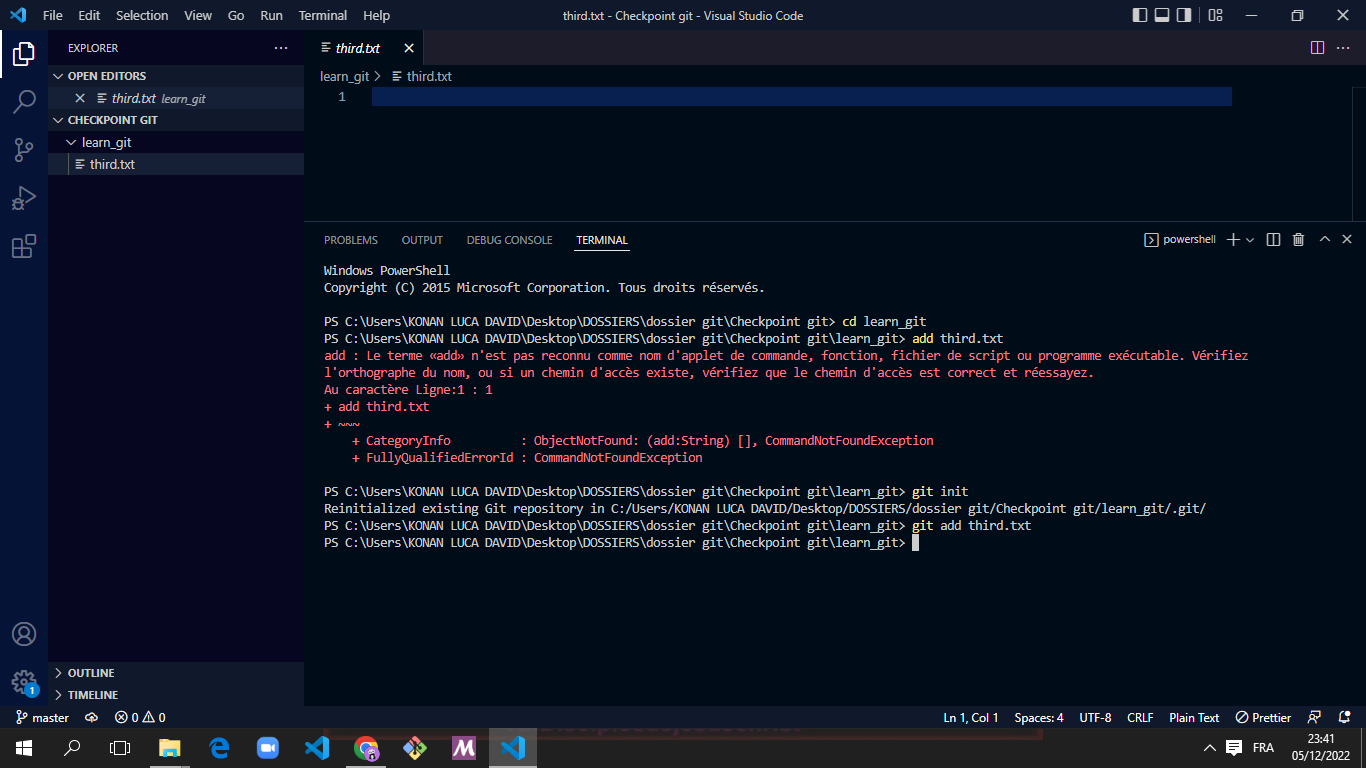 File Edit Selection View Go Run Terminal Help
third.txt - Checkpoint git - Visual Studio Code
EXPLORER
OPEN EDITORS
third.txt learn_git
CHECKPOINT GIT
learn_git
third.txt
OUTLINE
TIMELINE
third.txt
learn_git > third.txt
1
PROBLEMS OUTPUT DEBUG CONSOLE TERMINAL
powershell
Windows PowerShell
Copyright (C) 2015 Microsoft Corporation. Tous droits réservés.
PS C:\Users\KONAN LUCA DAVID\Desktop\DOSSIERS\dossier git\Checkpoint git> cd learn_git
PS C:\Users\KONAN LUCA DAVID\Desktop\DOSSIERS\dossier git\Checkpoint git\learn_git> add third.txt
add : Le terme «add» n'est pas reconnu comme nom d'applet de commande, fonction, fichier de script ou programme exécutable. Vérifiez
l'orthographe du nom, ou si un chemin d'accès existe, vérifiez que le chemin d'accès est correct et réessayez.
Au caractère Ligne:1 : 1
+ add third.txt
+ ~~~
+ CategoryInfo : ObjectNotFound: (add:String) [], CommandNotFoundException
+ FullyQualifiedErrorId : CommandNotFoundException
PS C:\Users\KONAN LUCA DAVID\Desktop\DOSSIERS\dossier git\Checkpoint git\learn_git> git init
Reinitialized existing Git repository in C:/Users/KONAN LUCA DAVID/Desktop/DOSSIERS/dossier git/Checkpoint git/learn_git/.git/
PS C:\Users\KONAN LUCA DAVID\Desktop\DOSSIERS\dossier git\Checkpoint git\learn_git> git add third.txt
PS C:\Users\KONAN LUCA DAVID\Desktop\DOSSIERS\dossier git\Checkpoint git\learn_git>
1
master 0 0
Ln 1, Col 1 Spaces: 4 UTF-8 CRLF Plain Text Prettier
FRA
23:41
05/12/2022